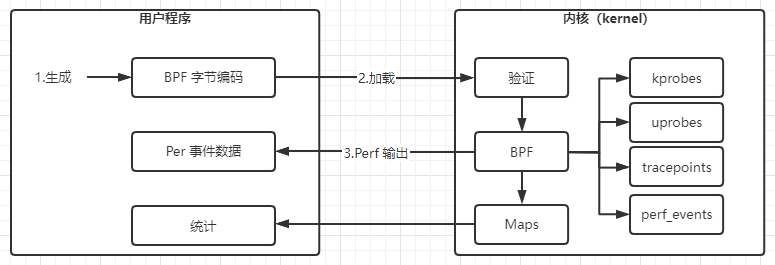 用户程序
内核（kernel）
1.生成
BPF 字节编码
2.加载
验证
kprobes
uprobes
Per 事件数据
3.Perf 输出
BPF
tracepoints
统计
Maps
perf_events